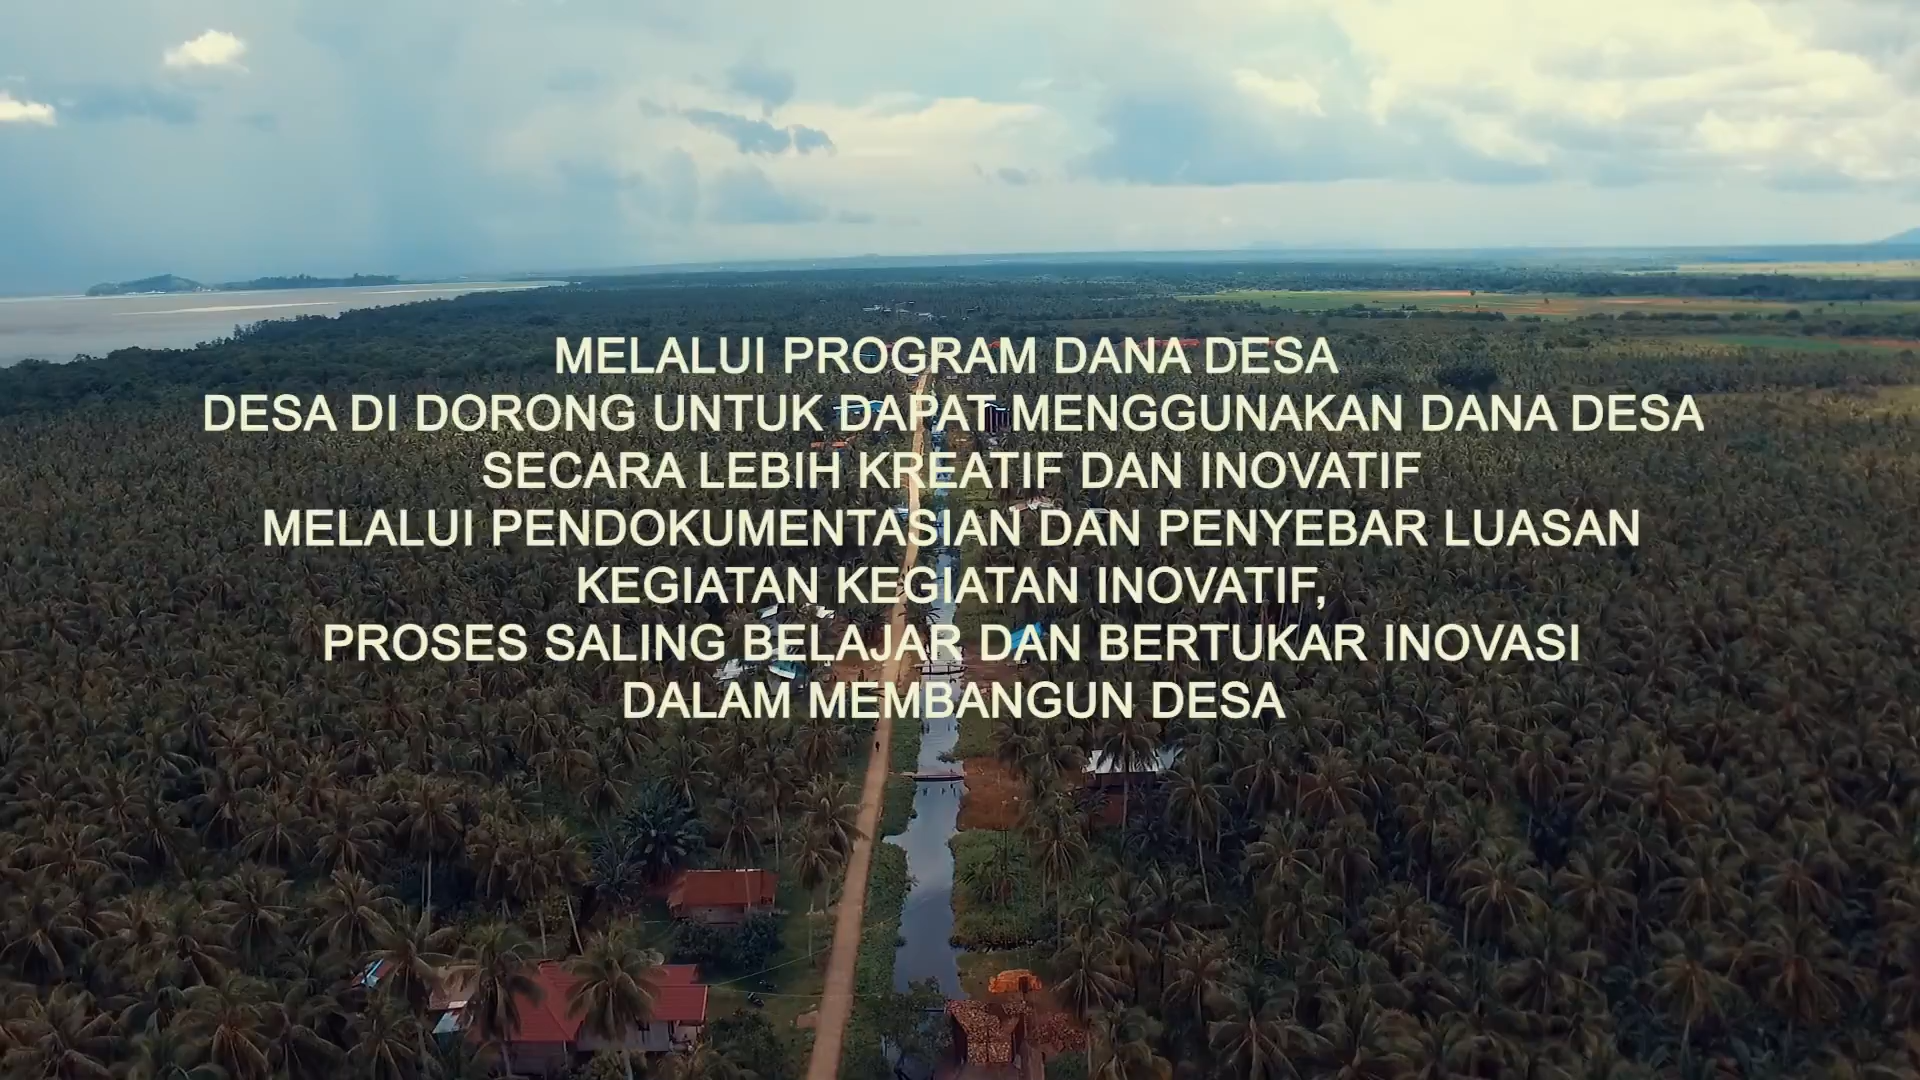 MELALUI PROGRAM DANA DESA
DESA DI DORONG UNTUK DAPAT MENGGUNAKAN DANA DESA
SECARA LEBIH KREATIF DAN INOVATIF
MELALUI PENDOKUMENTASIAN DAN PENYEBAR LUASAN
KEGIATAN KEGIATAN INOVATIF,
PROSES SALING BELAJAR DAN BERTUKAR INOVASI
DALAM MEMBANGUN DESA